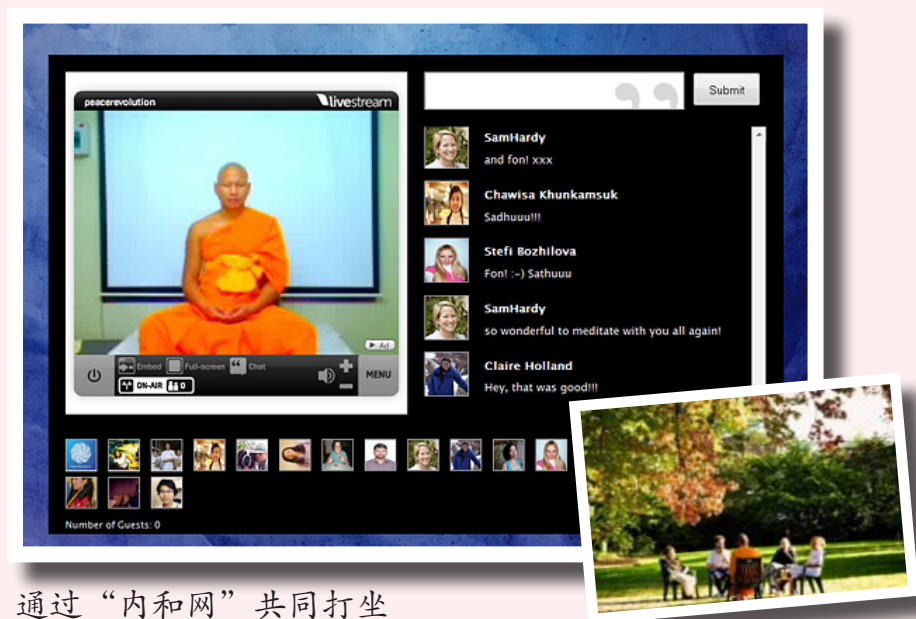 peacerevolution
livestream
Ad
Embed Full-screen Chat
ON-AIR 0
MENU
Submit
SamHardy
and fon! xxx
Chawisa Khunkamsuk
Sadhuuu!!!
Stefi Bozhilova
Fon! :-) Sathuuu
SamHardy
so wonderful to meditate with you all again!
Claire Holland
Hey, that was good!!!
Number of Guests: 0
通过“内和网”共同打坐